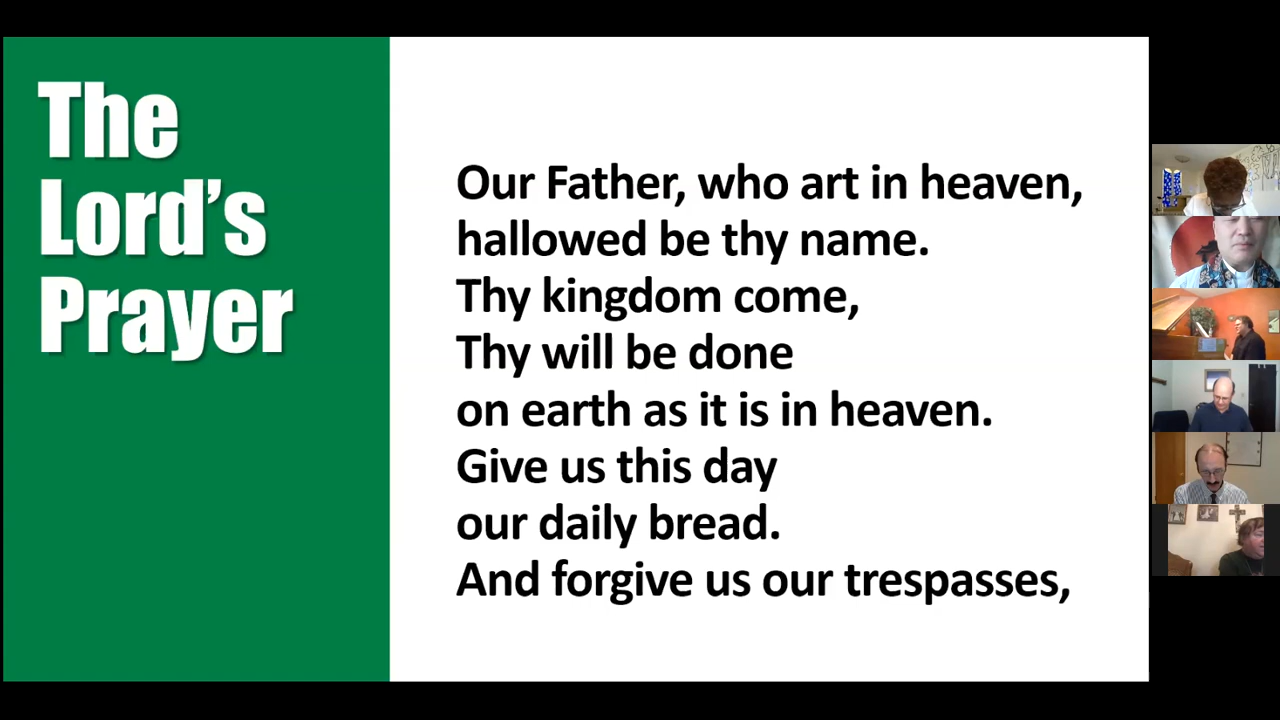 The
Lord's
Prayer
Our Father, who art in heaven,
hallowed be thy name.
Thy kingdom come,
Thy will be done
on earth as it is in heaven.
Give us this day
our daily bread.
And forgive us our trespasses,